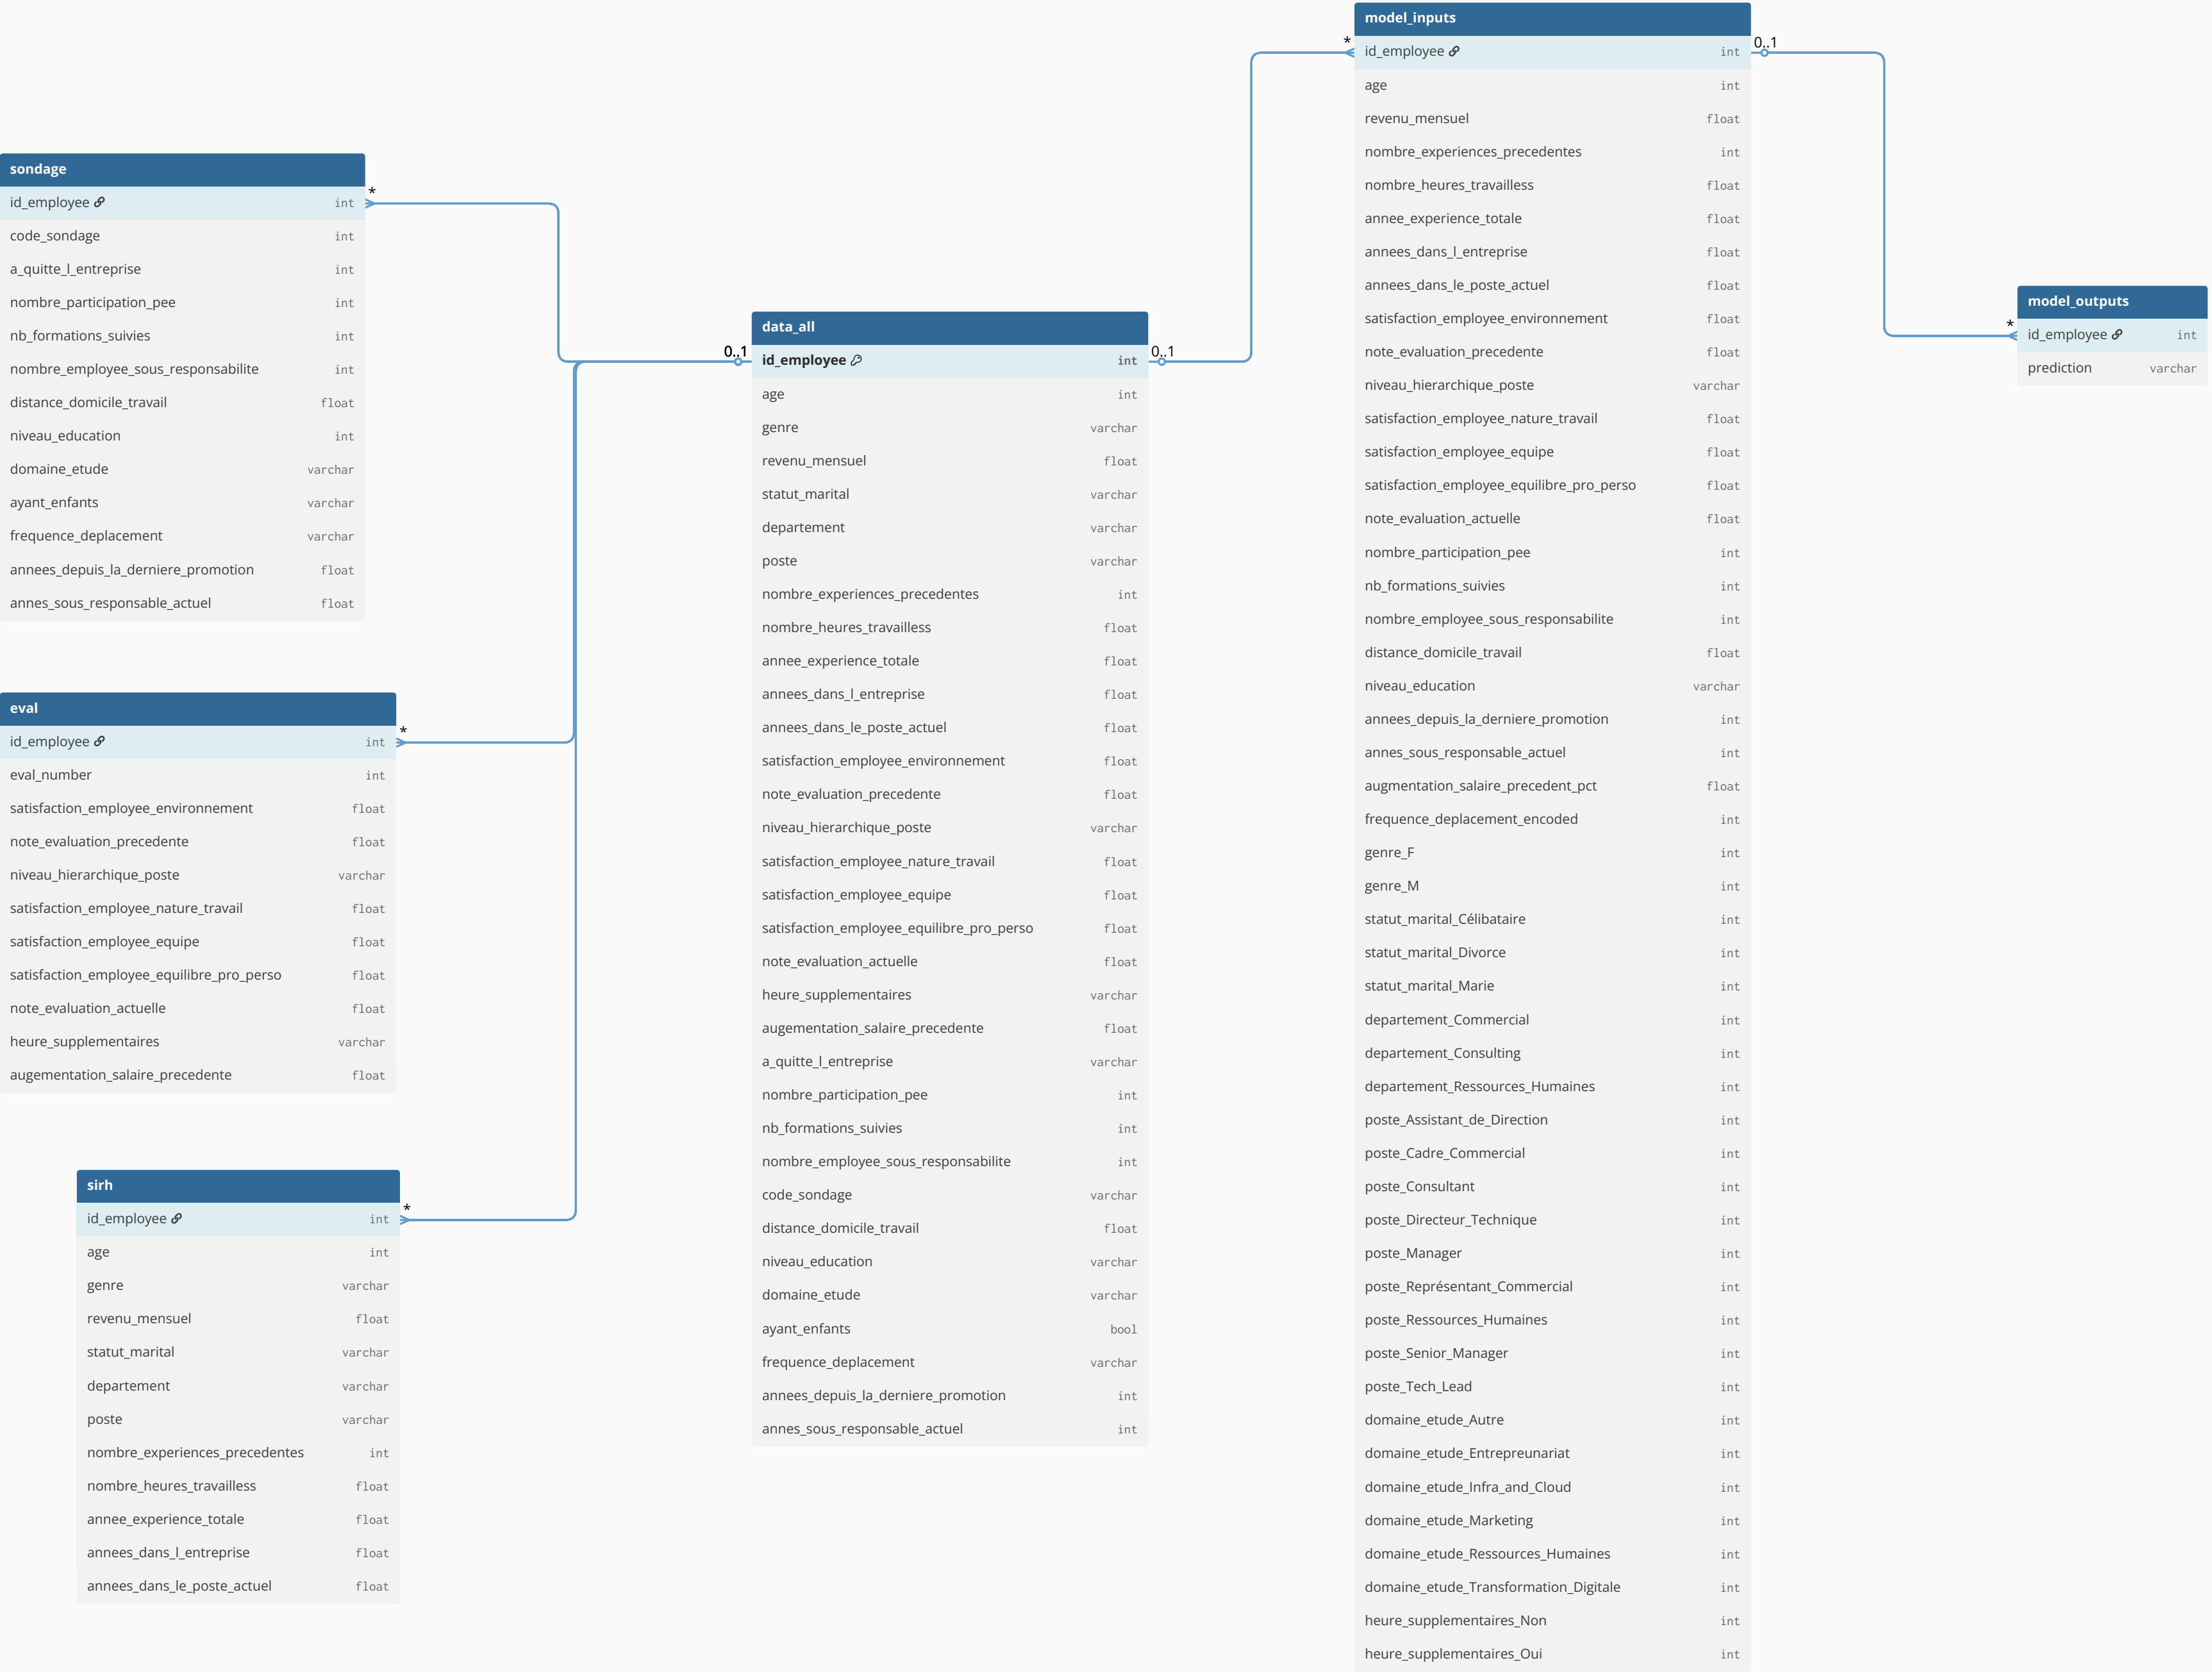 sondage
id_employee int
code_sondage int
a_quitte_l_entreprise int
nombre_participation_pee int
nb_formations_suivies int
nombre_employee_sous_responsabilite int
distance_domicile_travail float
niveau_education int
domaine_etude varchar
ayant_enfants varchar
frequence_deplacement varchar
annees_depuis_la_derniere_promotion float
annes_sous_responsable_actuel float
*
eval
id_employee int
eval_number int
satisfaction_employee_environnement float
note_evaluation_precedente float
niveau_hierarchique_poste varchar
satisfaction_employee_nature_travail float
satisfaction_employee_equipe float
satisfaction_employee_equilibre_pro_perso float
note_evaluation_actuelle float
heure_supplementaires varchar
augementation_salaire_precedente float
*
sirh
id_employee int
age int
genre varchar
revenu_mensuel float
statut_marital varchar
departement varchar
poste varchar
nombre_experiences_precedentes int
nombre_heures_travailless float
annee_experience_totale float
annees_dans_l_entreprise float
annees_dans_le_poste_actuel float
*
0..1
data_all
id_employee int
age int
genre varchar
revenu_mensuel float
statut_marital varchar
departement varchar
poste varchar
nombre_experiences_precedentes int
nombre_heures_travailless float
annee_experience_totale float
annees_dans_l_entreprise float
annees_dans_le_poste_actuel float
satisfaction_employee_environnement float
note_evaluation_precedente float
niveau_hierarchique_poste varchar
satisfaction_employee_nature_travail float
satisfaction_employee_equipe float
satisfaction_employee_equilibre_pro_perso float
note_evaluation_actuelle float
heure_supplementaires varchar
augementation_salaire_precedente float
a_quitte_l_entreprise varchar
nombre_participation_pee int
nb_formations_suivies int
nombre_employee_sous_responsabilite int
code_sondage varchar
distance_domicile_travail float
niveau_education varchar
domaine_etude varchar
ayant_enfants bool
frequence_deplacement varchar
annees_depuis_la_derniere_promotion int
annes_sous_responsable_actuel int
0..1
*
model_inputs
id_employee int
age int
revenu_mensuel float
nombre_experiences_precedentes int
nombre_heures_travailless float
annee_experience_totale float
annees_dans_l_entreprise float
annees_dans_le_poste_actuel float
satisfaction_employee_environnement float
note_evaluation_precedente float
niveau_hierarchique_poste varchar
satisfaction_employee_nature_travail float
satisfaction_employee_equipe float
satisfaction_employee_equilibre_pro_perso float
note_evaluation_actuelle float
nombre_participation_pee int
nb_formations_suivies int
nombre_employee_sous_responsabilite int
distance_domicile_travail float
niveau_education varchar
annees_depuis_la_derniere_promotion int
annes_sous_responsable_actuel int
augmentation_salaire_precedent_pct float
frequence_deplacement_encoded int
genre_F int
genre_M int
statut_marital_Célibataire int
statut_marital_Divorce int
statut_marital_Marie int
departement_Commercial int
departement_Consulting int
departement_Ressources_Humaines int
poste_Assistant_de_Direction int
poste_Cadre_Commercial int
poste_Consultant int
poste_Directeur_Technique int
poste_Manager int
poste_Représentant_Commercial int
poste_Ressources_Humaines int
poste_Senior_Manager int
poste_Tech_Lead int
domaine_etude_Autre int
domaine_etude_Entrepreunariat int
domaine_etude_Infra_and_Cloud int
domaine_etude_Marketing int
domaine_etude_Ressources_Humaines int
domaine_etude_Transformation_Digitale int
heure_supplementaires_Non int
heure_supplementaires_Oui int
0..1
*
model_outputs
id_employee int
prediction varchar